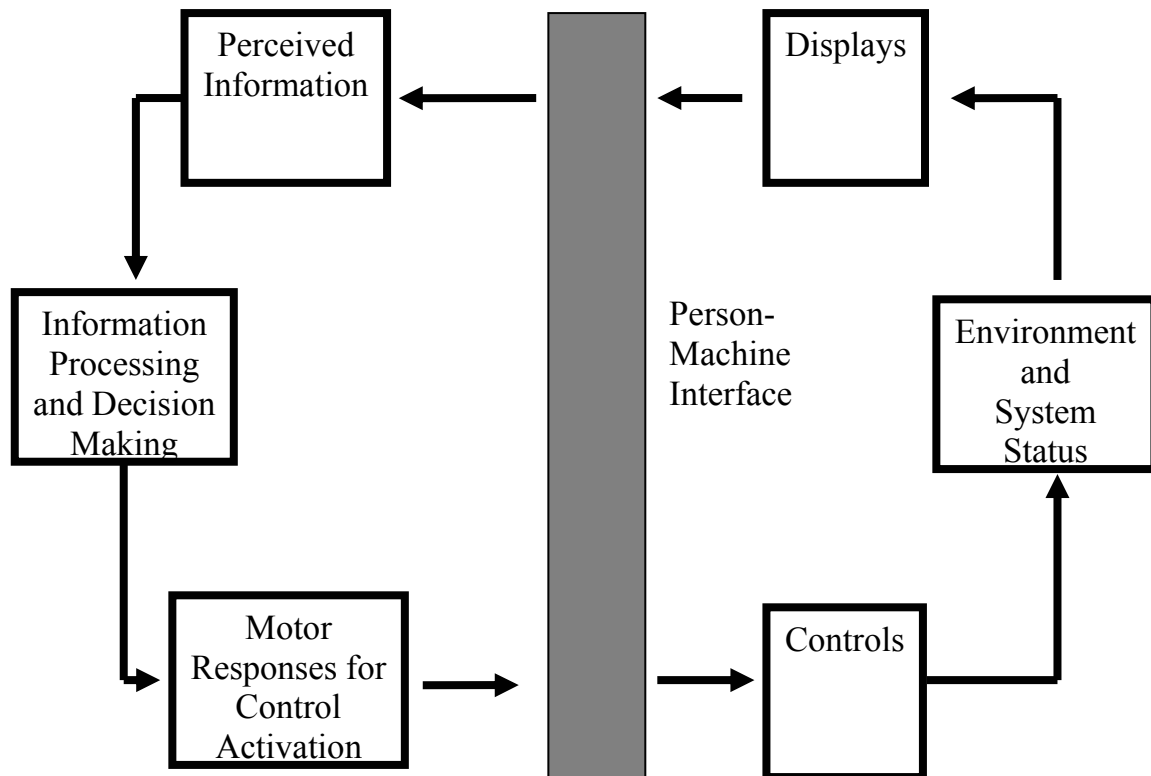 Perceived
Information
Displays
Information
Processing
and Decision
Making
Person-
Machine
Interface
Environment
and
System
Status
Motor
Responses for
Control
Activation
Controls